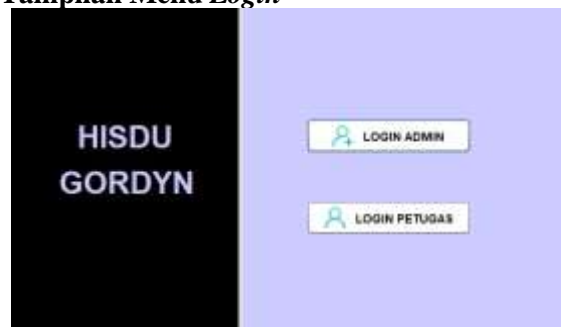 Tampilan Menu Login
HISDU
GORDYN
LOGIN ADMIN
LOGIN PETUGAS